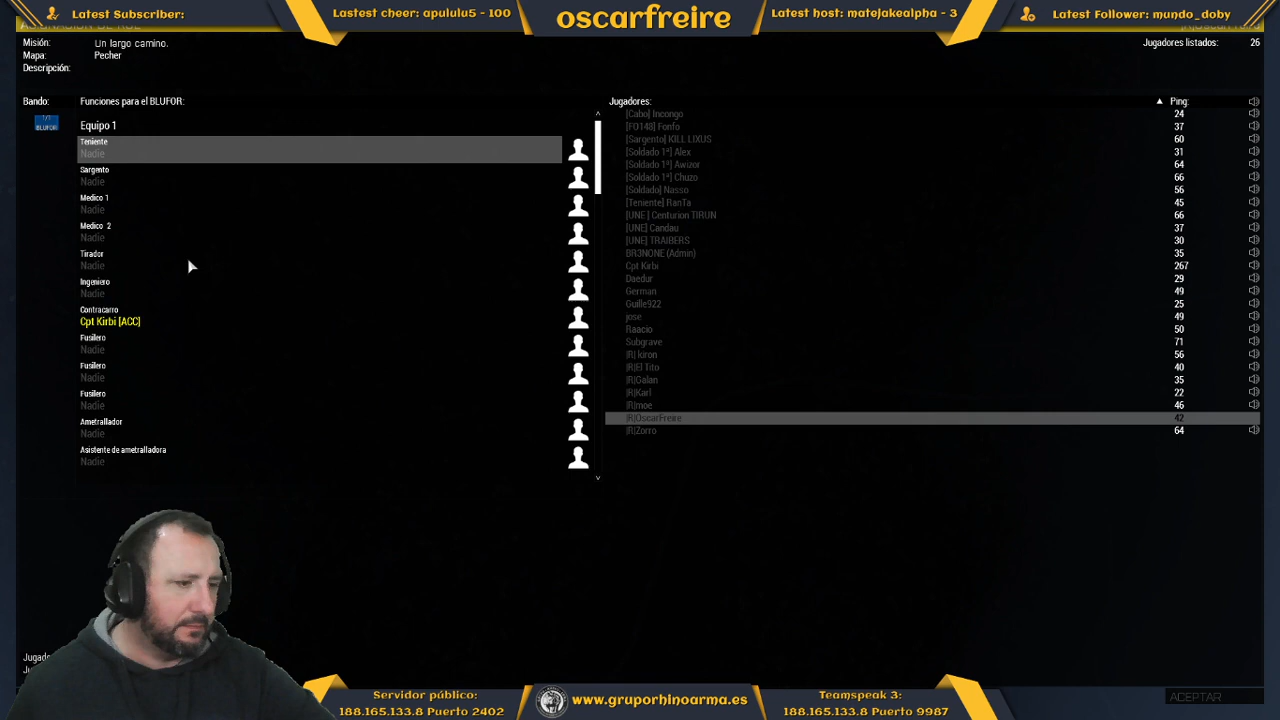 Latest Subscriber:
Lastest cheer: apululu5 - 100
oscarfreire
Latest host: matejakealpha - 3
Latest Follower: mundo_doby
Misión: Un largo camino.
Mapa: Pecher
Descripción:
Jugadores listados: 26
Bando:
Funciones para el BLUFOR:
Jugadores:
Ping:
1/1
BLUFOR
Equipo 1
Teniente
Nadie
Sargento
Nadie
Medico 1
Nadie
Medico 2
Nadie
Tirador
Nadie
Ingeniero
Nadie
Contracarro
Cpt Kirbi [ACC]
Fusilero
Nadie
Fusilero
Nadie
Fusilero
Nadie
Ametrallador
Nadie
Asistente de ametralladora
Nadie
[Cabo] Incongo 24
[FO148] Fonfo 37
[Sargento] KILL LIXUS 60
[Soldado 1ª] Alex 31
[Soldado 1ª] Awizor 64
[Soldado 1ª] Chuzo 66
[Soldado] Nasso 56
[Teniente] RanTa 45
[UNE ] Centurion TIRUN 66
[UNE] Candau 37
[UNE] TRAIBERS 30
BR3NONE (Admin) 35
Cpt Kirbi 267
Daedur 29
German 49
Guille922 25
jose 49
Raacio 50
Subgrave 71
|R| kiron 56
|R|El Tito 40
|R|Galan 35
|R|Karl 22
|R|moe 46
|R|OscarFreire 42
|R|Zorro 64
Servidor público:
188.165.133.8 Puerto 2402
www.gruporhinoarma.es
Teamspeak 3:
188.165.133.8 Puerto 9987
ACEPTAR